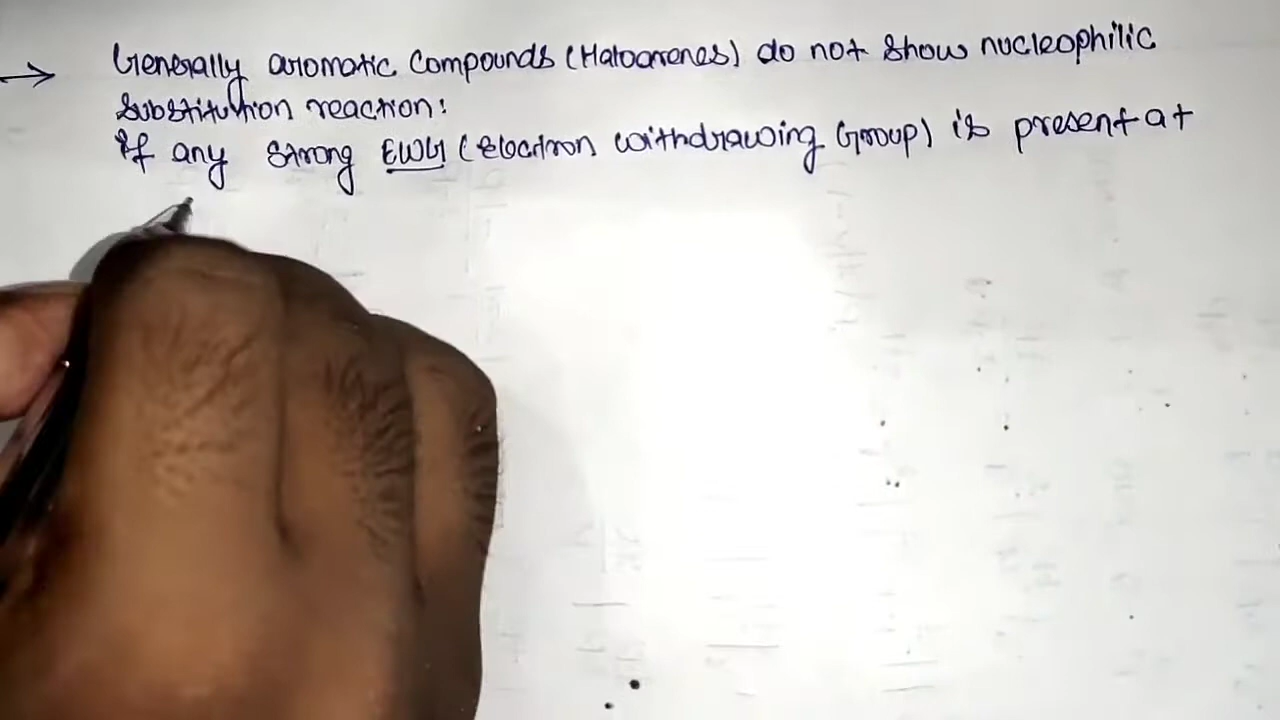 → Generally aromatic compounds (Haloarenes) do not show nucleophilic
substitution reaction:
If any strong EWG (electron withdrawing Group) is present at